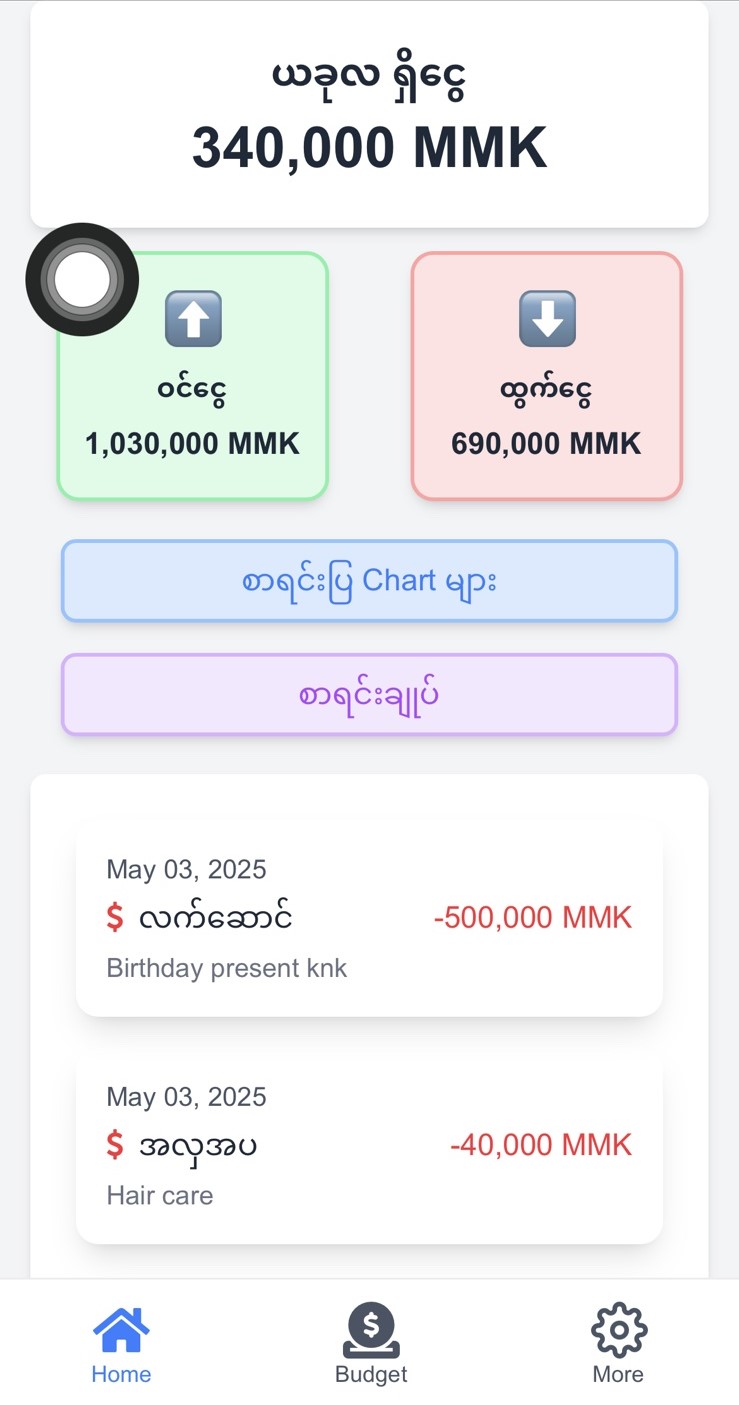 ယခုလ ရှိငွေ
340,000 MMK
ဝင်ငွေ
1,030,000 MMK
ထွက်ငွေ
690,000 MMK
စာရင်းပြ Chart များ
စာရင်းချုပ်
May 03, 2025
$ လက်ဆောင်
-500,000 MMK
Birthday present knk
May 03, 2025
$ အလှအပ
-40,000 MMK
Hair care
Home
Budget
More